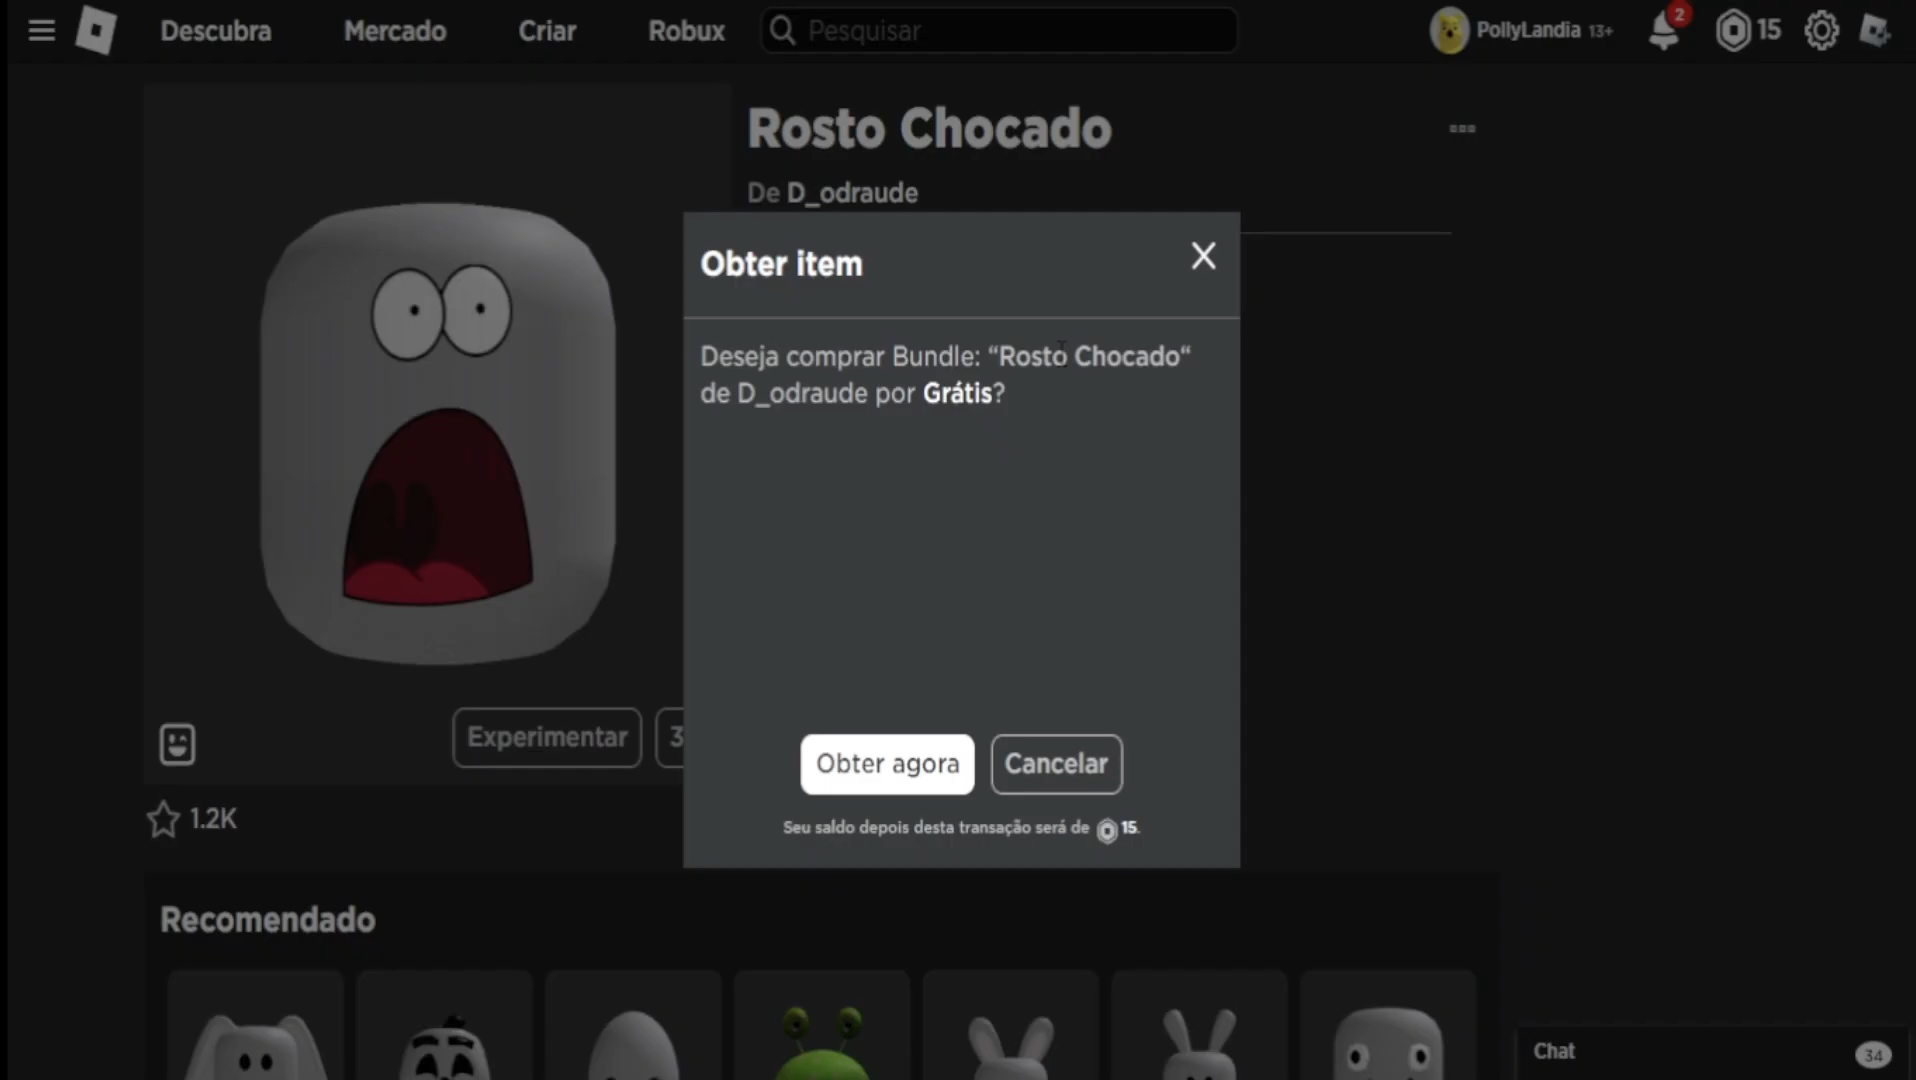 Descubra
Mercado
Criar
Robux
Pesquisar
PollyLandia 13+
2
15
Rosto Chocado
De D_odraude
Obter item
Deseja comprar Bundle: “Rosto Chocado“
de D_odraude por Grátis?
Experimentar
3
Obter agora
Cancelar
Seu saldo depois desta transação será de 15.
1.2K
Recomendado
Chat
34